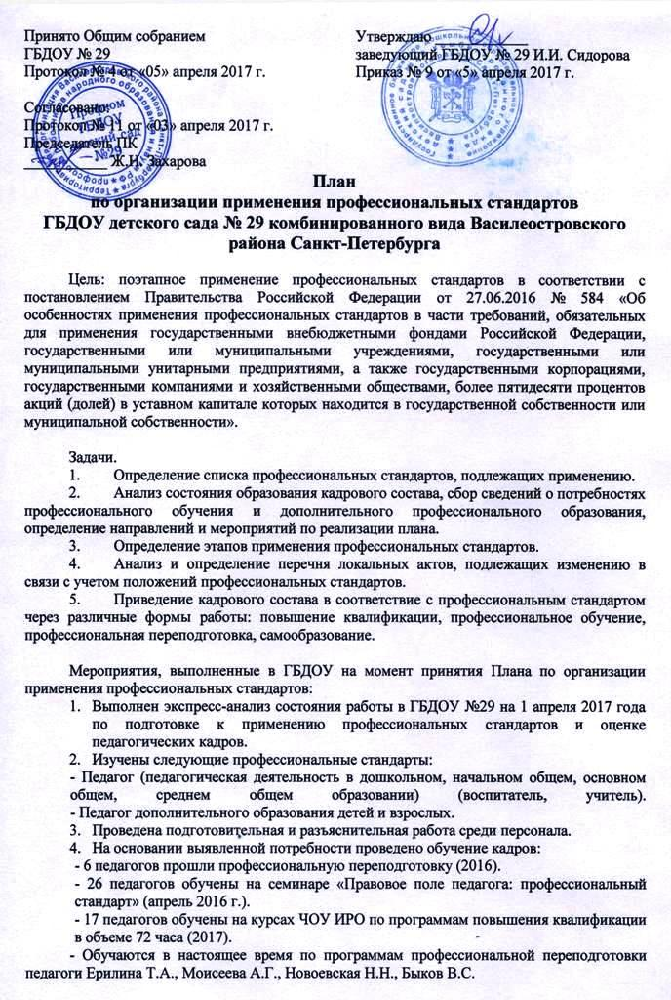 Принято Общим собранием
ГБДОУ № 29
Протокол № 4 от «05» апреля 2017 г.
Утверждаю
заведующий ГБДОУ № 29 И.И. Сидорова
Приказ № 9 от «5» апреля 2017 г.
Согласовано:
Протокол № 11 от «03» апреля 2017 г.
Председатель ПК
Ж.Н. Захарова
Профком
ГБДОУ
детский сад
№29
План
по организации применения профессиональных стандартов
ГБДОУ детского сада № 29 комбинированного вида Василеостровского
района Санкт-Петербурга
Цель: поэтапное применение профессиональных стандартов в соответствии с
постановлением Правительства Российской Федерации от 27.06.2016 № 584 «Об
особенностях применения профессиональных стандартов в части требований, обязательных
для применения государственными внебюджетными фондами Российской Федерации,
государственными или муниципальными учреждениями, государственными или
муниципальными унитарными предприятиями, а также государственными корпорациями,
государственными компаниями и хозяйственными обществами, более пятидесяти процентов
акций (долей) в уставном капитале которых находится в государственной собственности или
муниципальной собственности».
Задачи.
1. Определение списка профессиональных стандартов, подлежащих применению.
2. Анализ состояния образования кадрового состава, сбор сведений о потребностях
профессионального обучения и дополнительного профессионального образования,
определение направлений и мероприятий по реализации плана.
3. Определение этапов применения профессиональных стандартов.
4. Анализ и определение перечня локальных актов, подлежащих изменению в
связи с учетом положений профессиональных стандартов.
5. Приведение кадрового состава в соответствие с профессиональным стандартом
через различные формы работы: повышение квалификации, профессиональное обучение,
профессиональная переподготовка, самообразование.
Мероприятия, выполненные в ГБДОУ на момент принятия Плана по организации
применения профессиональных стандартов:
1. Выполнен экспресс-анализ состояния работы в ГБДОУ №29 на 1 апреля 2017 года
по подготовке к применению профессиональных стандартов и оценке
педагогических кадров.
2. Изучены следующие профессиональные стандарты:
- Педагог (педагогическая деятельность в дошкольном, начальном общем, основном
общем, среднем общем образовании) (воспитатель, учитель).
- Педагог дополнительного образования детей и взрослых.
3. Проведена подготовительная и разъяснительная работа среди персонала.
4. На основании выявленной потребности проведено обучение кадров:
- 6 педагогов прошли профессиональную переподготовку (2016).
- 26 педагогов обучены на семинаре «Правовое поле педагога: профессиональный
стандарт» (апрель 2016 г.).
- 17 педагогов обучены на курсах ЧОУ ИРО по программам повышения квалификации
в объеме 72 часа (2017).
- Обучаются в настоящее время по программам профессиональной переподготовки
педагоги Ерилина Т.А., Моисеева А.Г., Новоевская Н.Н., Быков В.С.